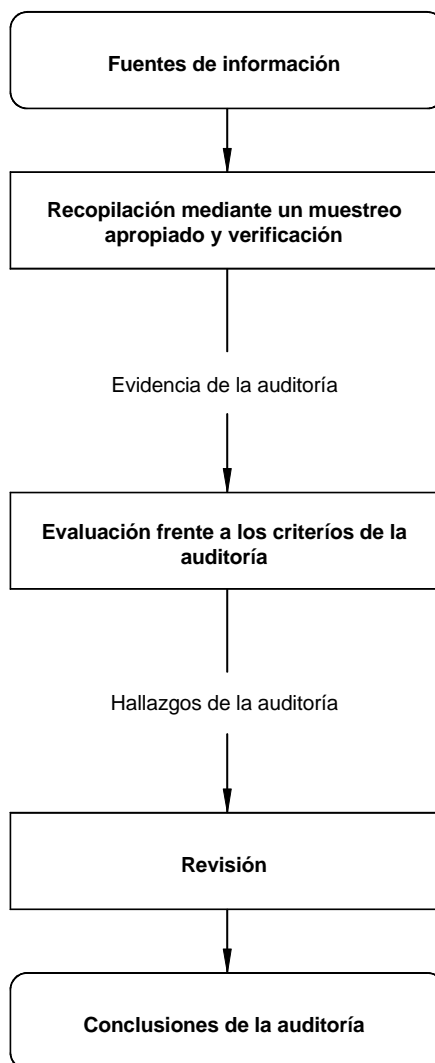 Fuentes de información
Recopilación mediante un muestreo
apropiado y verificación
Evidencia de la auditoría
Evaluación frente a los criteríos de la
auditoría
Hallazgos de la auditoría
Revisión
Conclusiones de la auditoría